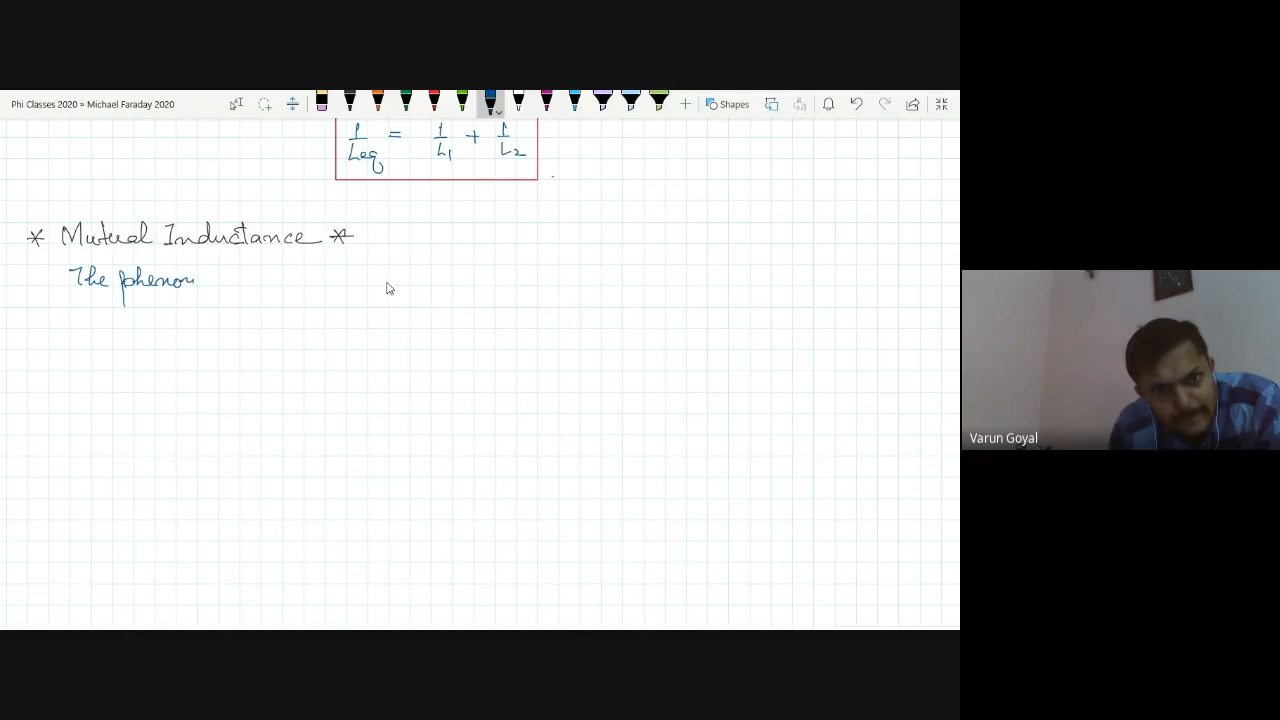 Phi Classes 2020 » Michael Faraday 2020
Shapes
1/Leq = 1/L1 + 1/L2
* Mutual Inductance *
The phenom
Varun Goyal